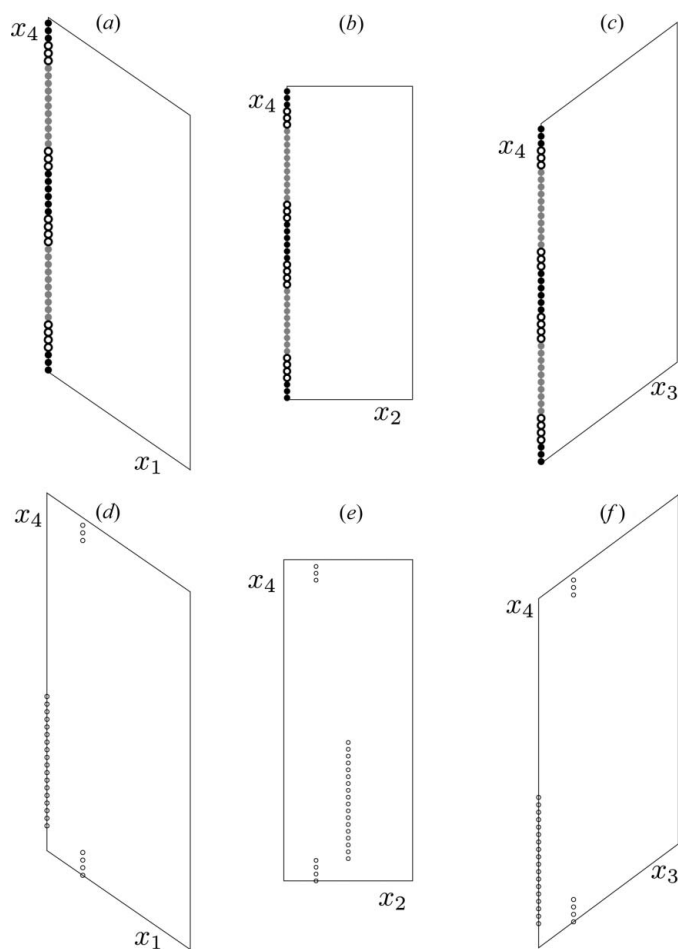 (a) (b) (c)
x₄ x₄ x₄
x₁ x₂ x₃
(d) (e) (f)
x₄ x₄ x₄
x₁ x₂ x₃